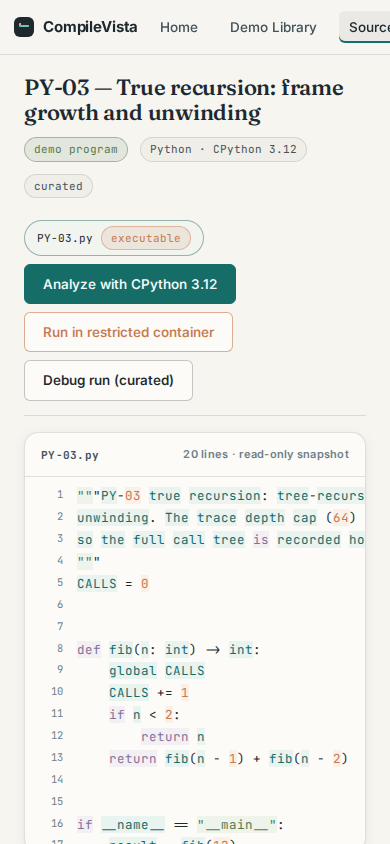 CompileVista Home Demo Library Source
PY-03 — True recursion: frame
growth and unwinding
demo program Python · CPython 3.12
curated
PY-03.py executable
Analyze with CPython 3.12
Run in restricted container
Debug run (curated)
PY-03.py 20 lines · read-only snapshot
1 """PY-03 true recursion: tree-recurs
2 unwinding. The trace depth cap (64)
3 so the full call tree is recorded ho
4 """
5 CALLS = 0
6
7
8 def fib(n: int) -> int:
9 global CALLS
10 CALLS += 1
11 if n < 2:
12 return n
13 return fib(n - 1) + fib(n - 2)
14
15
16 if __name__ == "__main__":
17